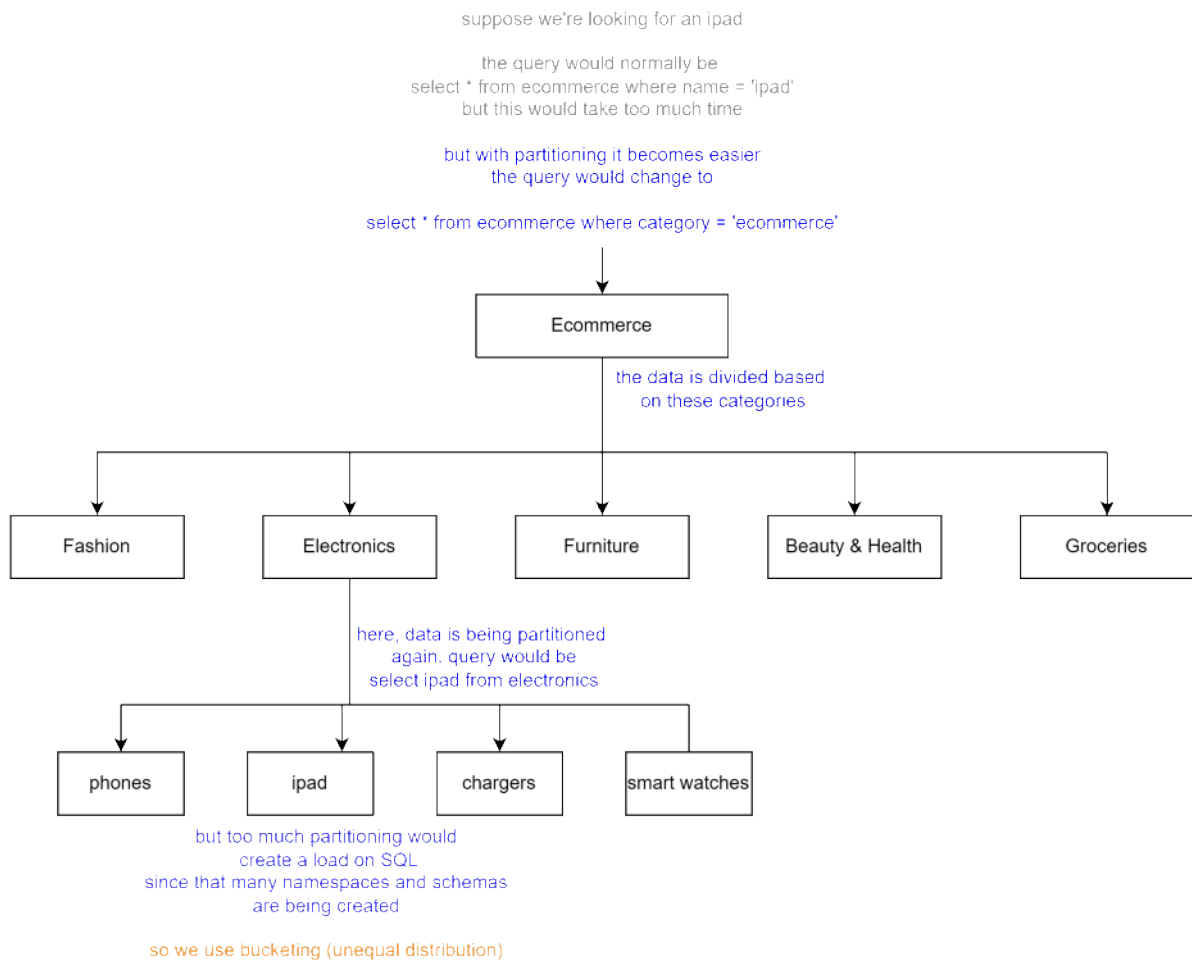 suppose we're looking for an ipad
the query would normally be
select * from ecommerce where name = 'ipad'
but this would take too much time
but with partitioning it becomes easier
the query would change to
select * from ecommerce where category = 'ecommerce'
Ecommerce
the data is divided based
on these categories
Fashion
Electronics
Furniture
Beauty & Health
Groceries
here, data is being partitioned
again. query would be
select ipad from electronics
phones
ipad
chargers
smart watches
but too much partitioning would
create a load on SQL
since that many namespaces and schemas
are being created
so we use bucketing (unequal distribution)